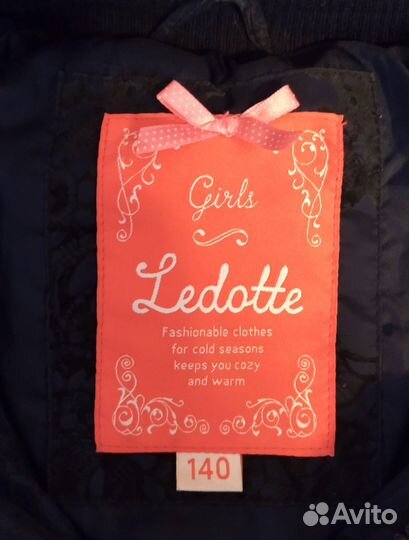 Girls
Ledotte
Fashionable clothes
for cold seasons
keeps you cozy
and warm
140
Avito